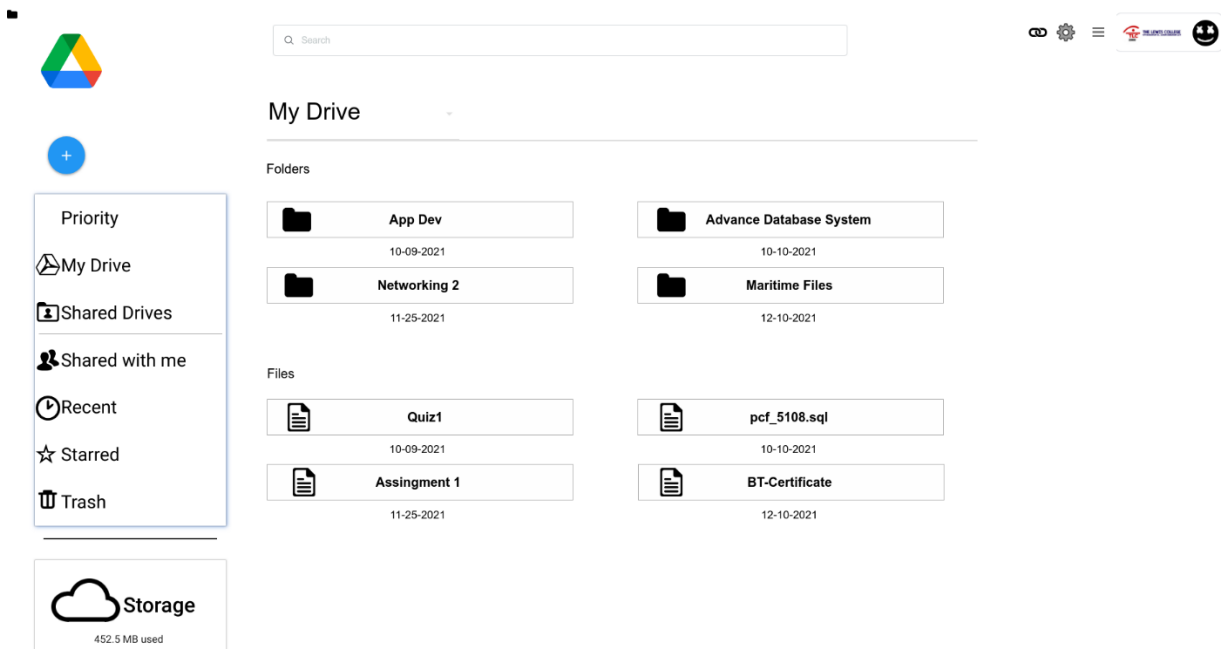 Search
THE LEWIS COLLEGE
My Drive
Folders
Priority
My Drive
Shared Drives
Shared with me
Recent
Starred
Trash
App Dev
Advance Database System
10-09-2021
10-10-2021
Networking 2
Maritime Files
11-25-2021
12-10-2021
Files
Quiz1
pcf_5108.sql
10-09-2021
10-10-2021
Assingment 1
BT-Certificate
11-25-2021
12-10-2021
Storage
452.5 MB used